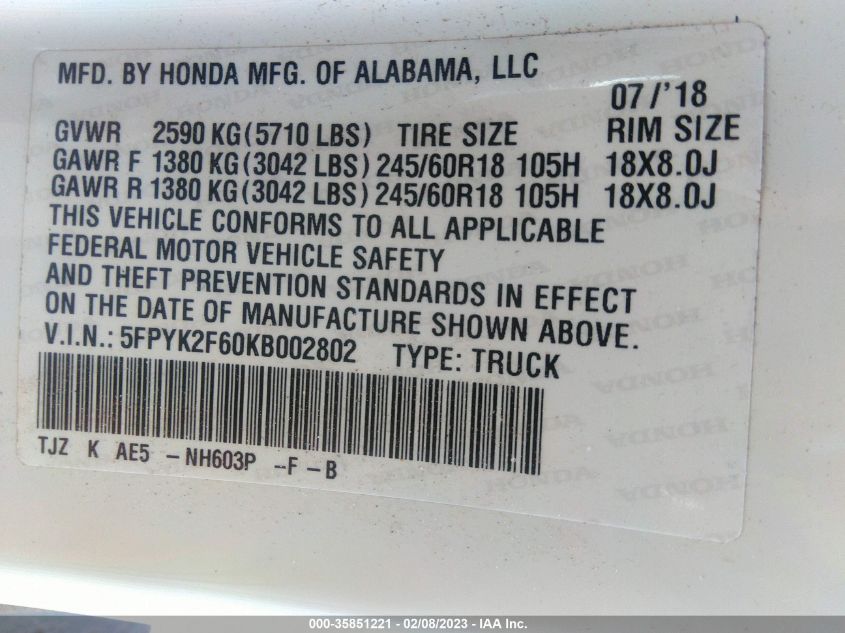 MFD. BY HONDA MFG. OF ALABAMA, LLC
07/'18
GVWR 2590 KG(5710 LBS) TIRE SIZE RIM SIZE
GAWR F 1380 KG(3042 LBS) 245/60R18 105H 18X8.0J
GAWR R 1380 KG(3042 LBS) 245/60R18 105H 18X8.0J
THIS VEHICLE CONFORMS TO ALL APPLICABLE
FEDERAL MOTOR VEHICLE SAFETY
AND THEFT PREVENTION STANDARDS IN EFFECT
ON THE DATE OF MANUFACTURE SHOWN ABOVE.
V.I.N.: 5FPYK2F60KB002802 TYPE: TRUCK
TJZ K AE5 -NH603P --F -B
000-35851221 - 02/08/2023 - IAA Inc.